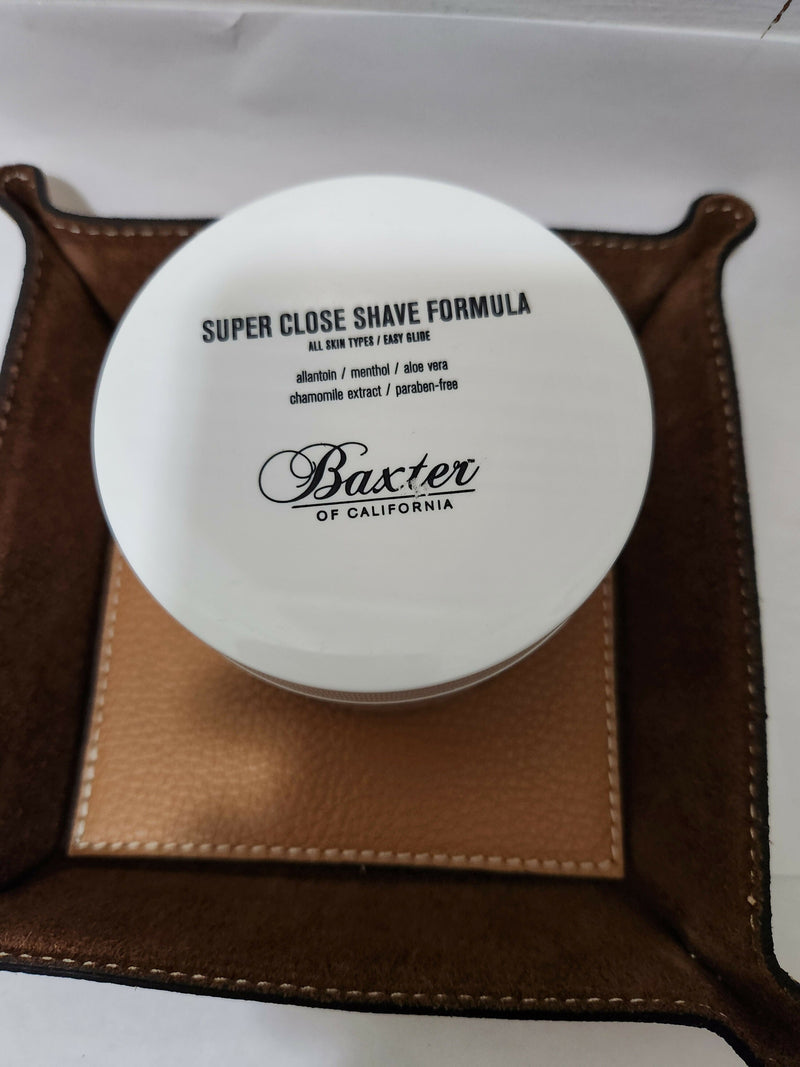 SUPER CLOSE SHAVE FORMULA
ALL SKIN TYPES / EASY GLIDE
allantoin / menthol / aloe vera
chamomile extract / paraben-free
Baxter™
OF CALIFORNIA